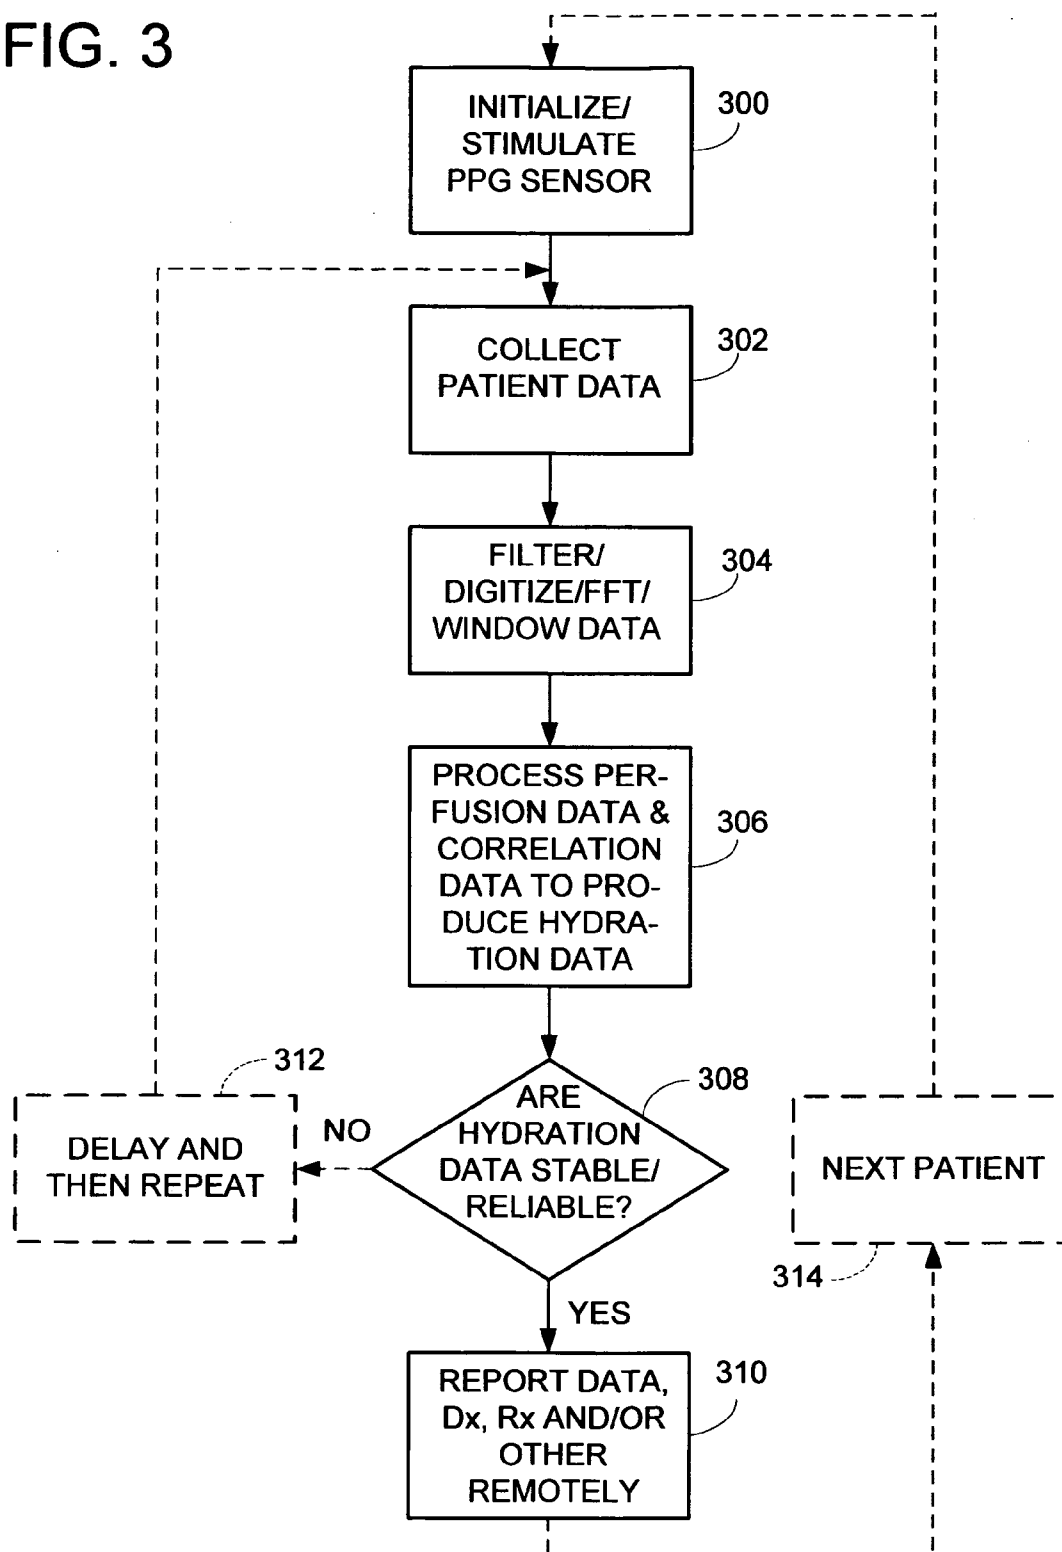 FIG. 3
INITIALIZE/
STIMULATE
PPG SENSOR
300
COLLECT
PATIENT DATA
302
FILTER/
DIGITIZE/FFT/
WINDOW DATA
304
PROCESS PER-
FUSION DATA &
CORRELATION
DATA TO PRO-
DUCE HYDRA-
TION DATA
306
ARE
HYDRATION
DATA STABLE/
RELIABLE?
308
NO
312
DELAY AND
THEN REPEAT
YES
REPORT DATA,
Dx, Rx AND/OR
OTHER
REMOTELY
310
NEXT PATIENT
314